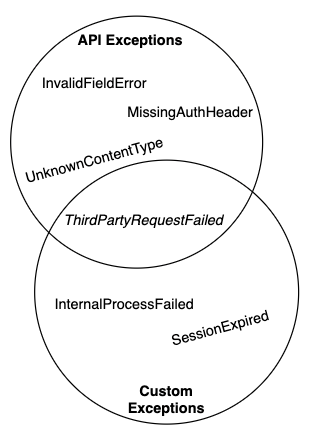 API Exceptions
InvalidFieldError
MissingAuthHeader
UnknownContentType
ThirdPartyRequestFailed
InternalProcessFailed
SessionExpired
Custom
Exceptions